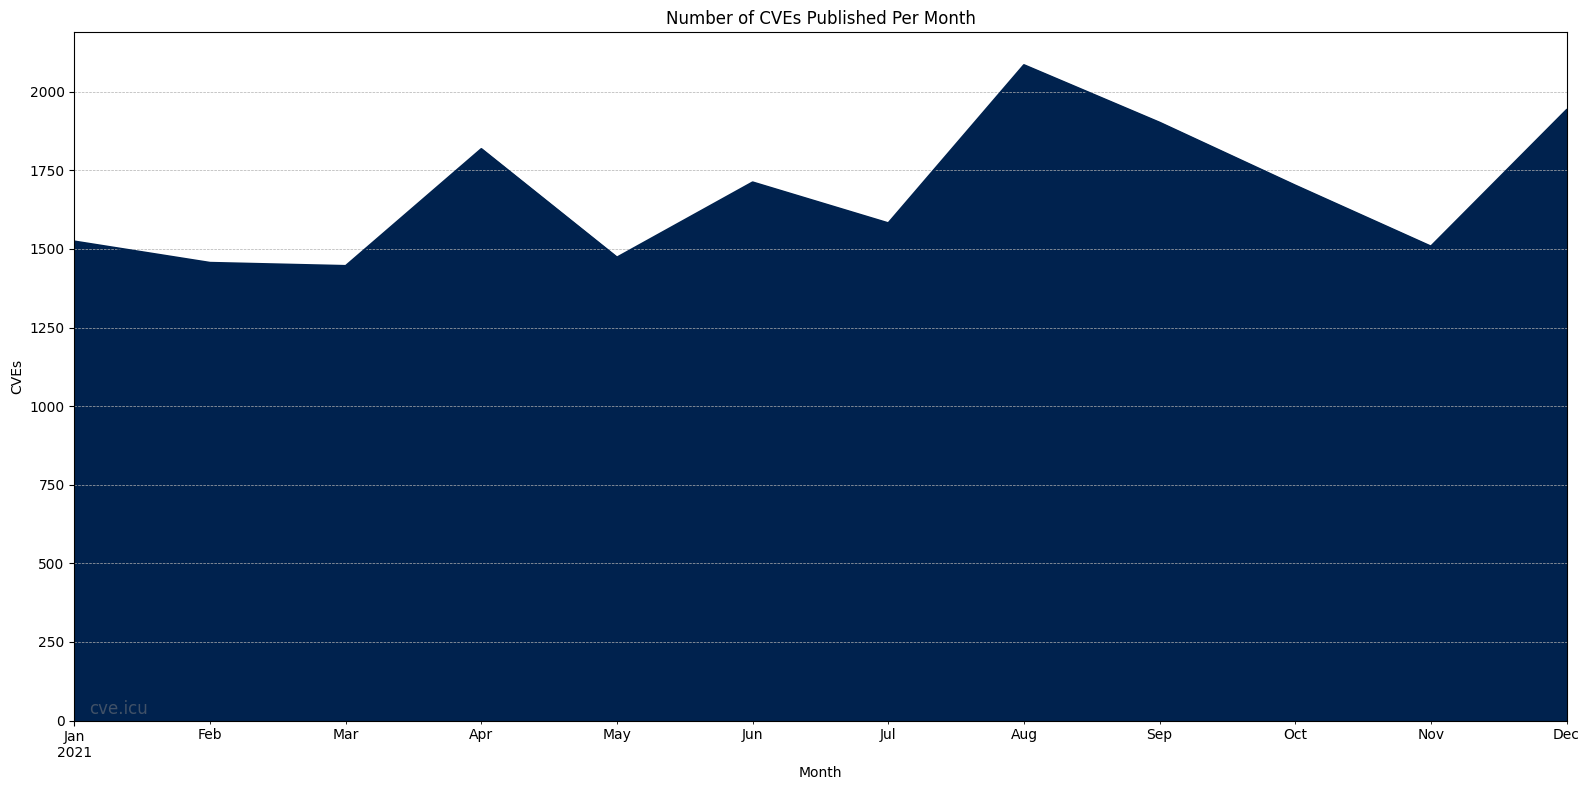 Number of CVEs Published Per Month
CVEs
2000
1750
1500
1250
1000
750
500
250
0
cve.icu
Jan Feb Mar Apr May Jun Jul Aug Sep Oct Nov Dec
2021
Month